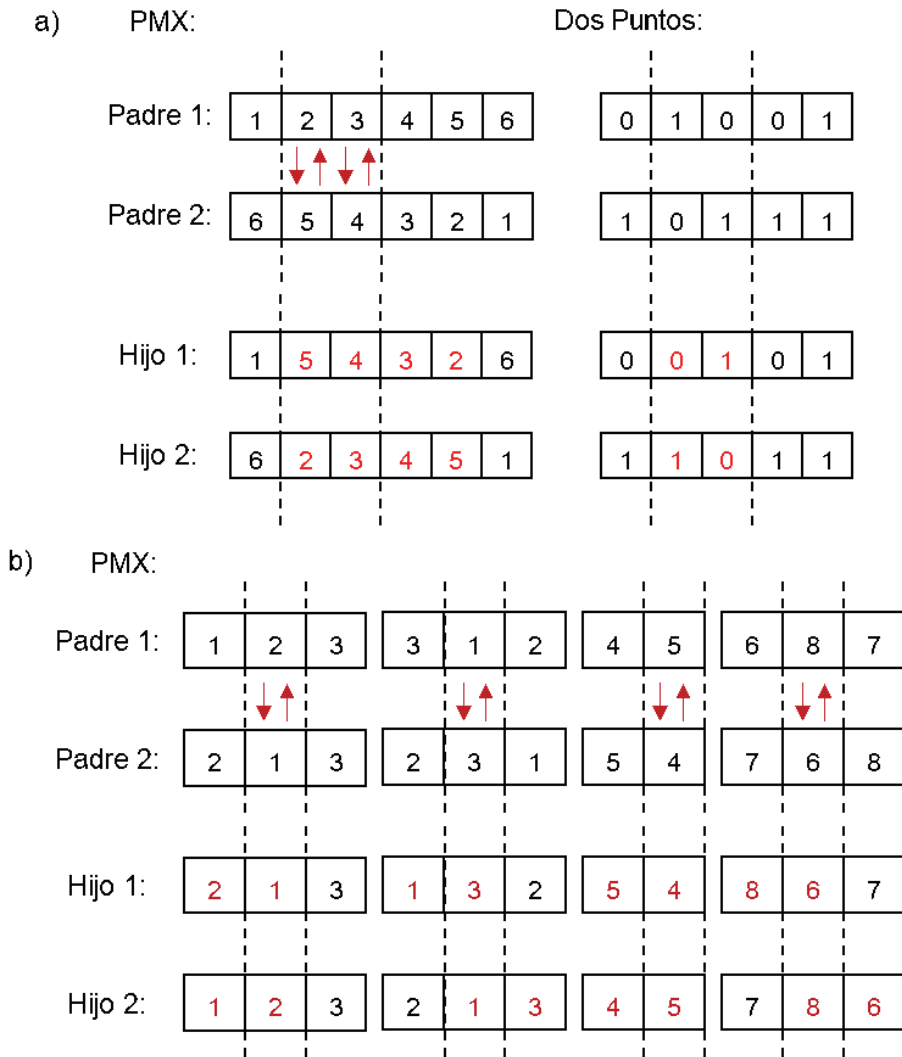 a) PMX: Dos Puntos:
Padre 1: 1 2 3 4 5 6 0 1 0 0 1
Padre 2: 6 5 4 3 2 1 1 0 1 1 1
Hijo 1: 1 5 4 3 2 6 0 0 1 0 1
Hijo 2: 6 2 3 4 5 1 1 1 0 1 1
b) PMX:
Padre 1: 1 2 3 3 1 2 4 5 6 8 7
Padre 2: 2 1 3 2 3 1 5 4 7 6 8
Hijo 1: 2 1 3 1 3 2 5 4 8 6 7
Hijo 2: 1 2 3 2 1 3 4 5 7 8 6